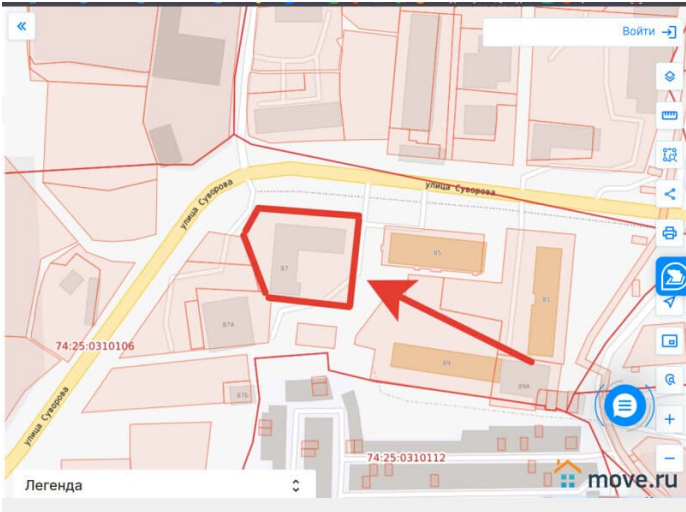 Войти
улица Суворова
улица Суворова
85
87
81
87А
74:25:0310106
89
89А
87Б
улица Суворова
74:25:0310112
Легенда
move.ru